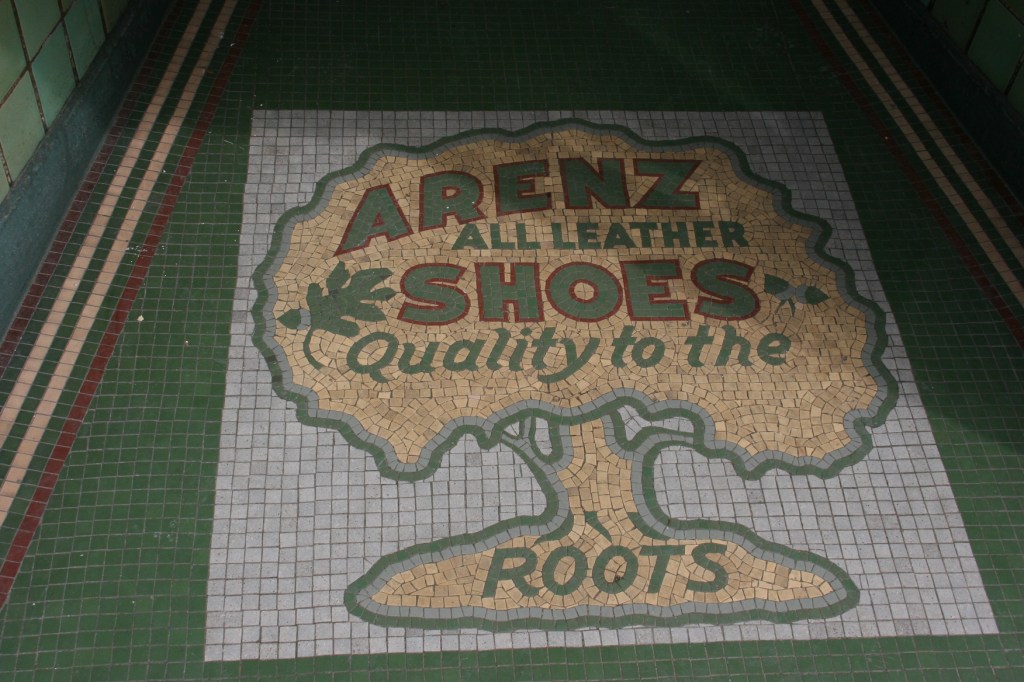 ARENZ
ALL LEATHER
SHOES
Quality to the
ROOTS